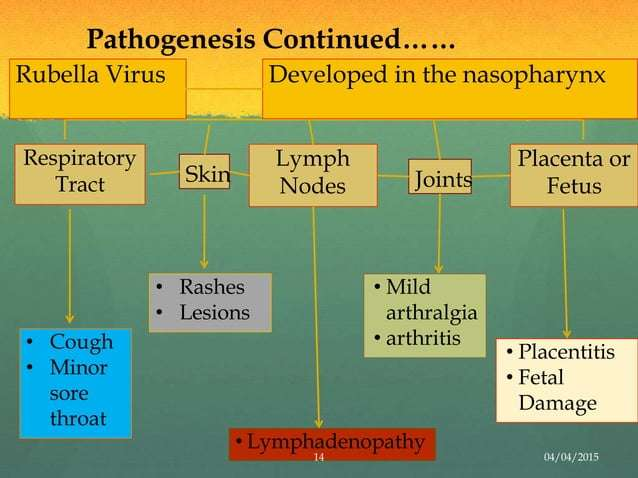 Pathogenesis Continued……
Rubella Virus
Developed in the nasopharynx
Respiratory
Tract
Skin
Lymph
Nodes
Joints
Placenta or
Fetus
• Rashes
• Lesions
• Mild
arthralgia
• arthritis
• Cough
• Minor
sore
throat
• Placentitis
• Fetal
Damage
• Lymphadenopathy
14
04/04/2015